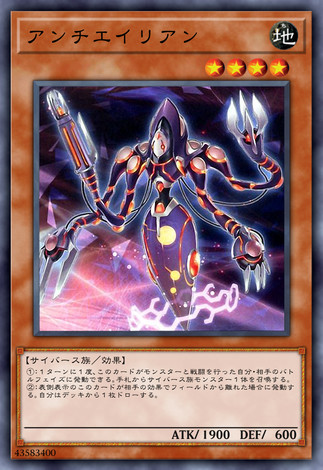 アンチエイリアン
地
【サイバース族／効果】
①：１ターンに１度、このカードがモンスターと戦闘を行った自分・相手のバト
ルフェイズに発動できる。手札からサイバース族モンスター１体を召喚する。
②：表側表示のこのカードが相手の効果でフィールドから離れた場合に発動す
る。自分はデッキから１枚ドローする。
ATK/ 1900 DEF/ 600
43583400